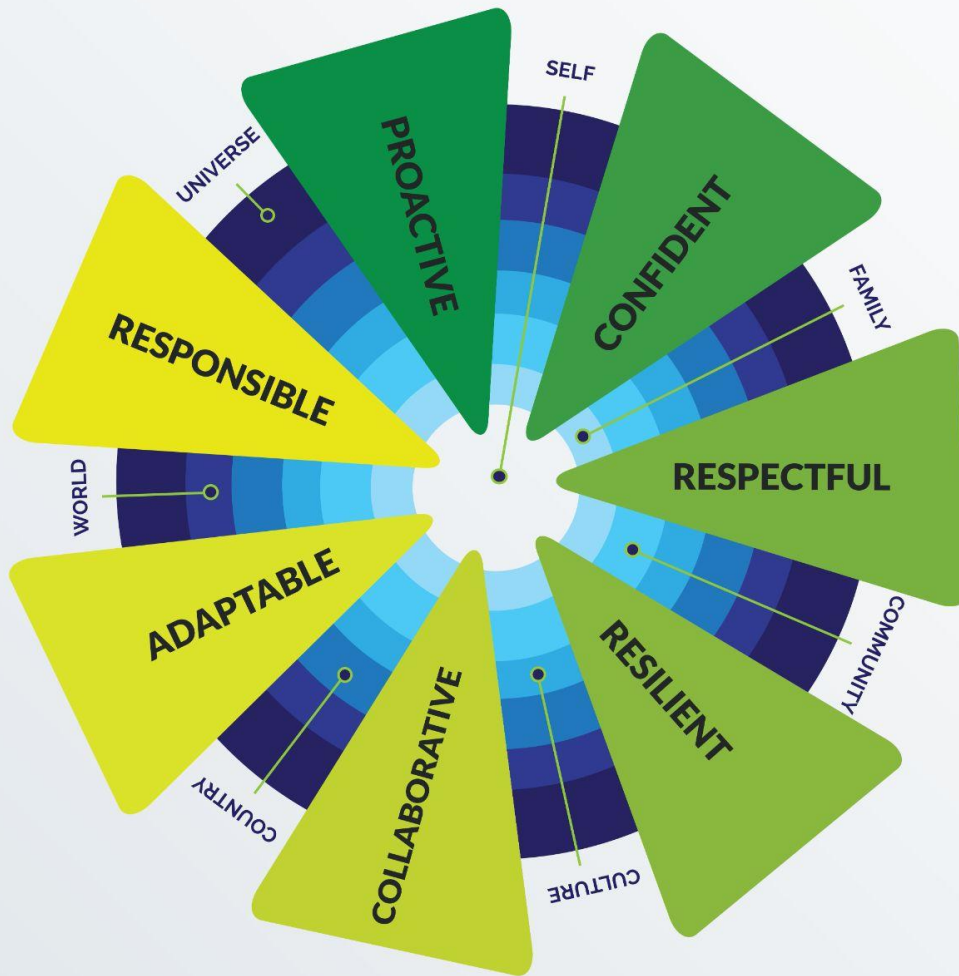 SELF
CONFIDENT
FAMILY
RESPECTFUL
COMMUNITY
RESILIENT
CULTURE
COLLABORATIVE
COUNTRY
ADAPTABLE
WORLD
RESPONSIBLE
UNIVERSE
PROACTIVE